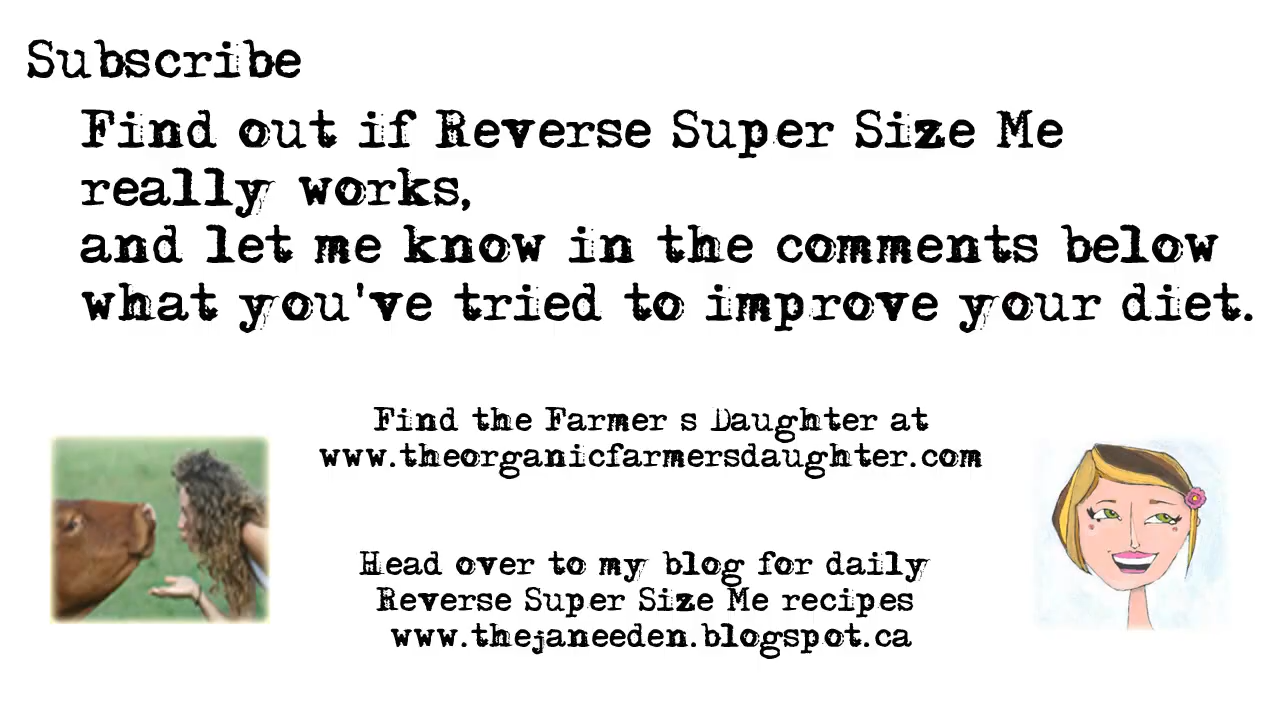 Subscribe
Find out if Reverse Super Size Me
really works,
and let me know in the comments below
what you've tried to improve your diet.
Find the Farmer s Daughter at
www.theorganicfarmersdaughter.com
Head over to my blog for daily
Reverse Super Size Me recipes
www.thejaneeden.blogspot.ca